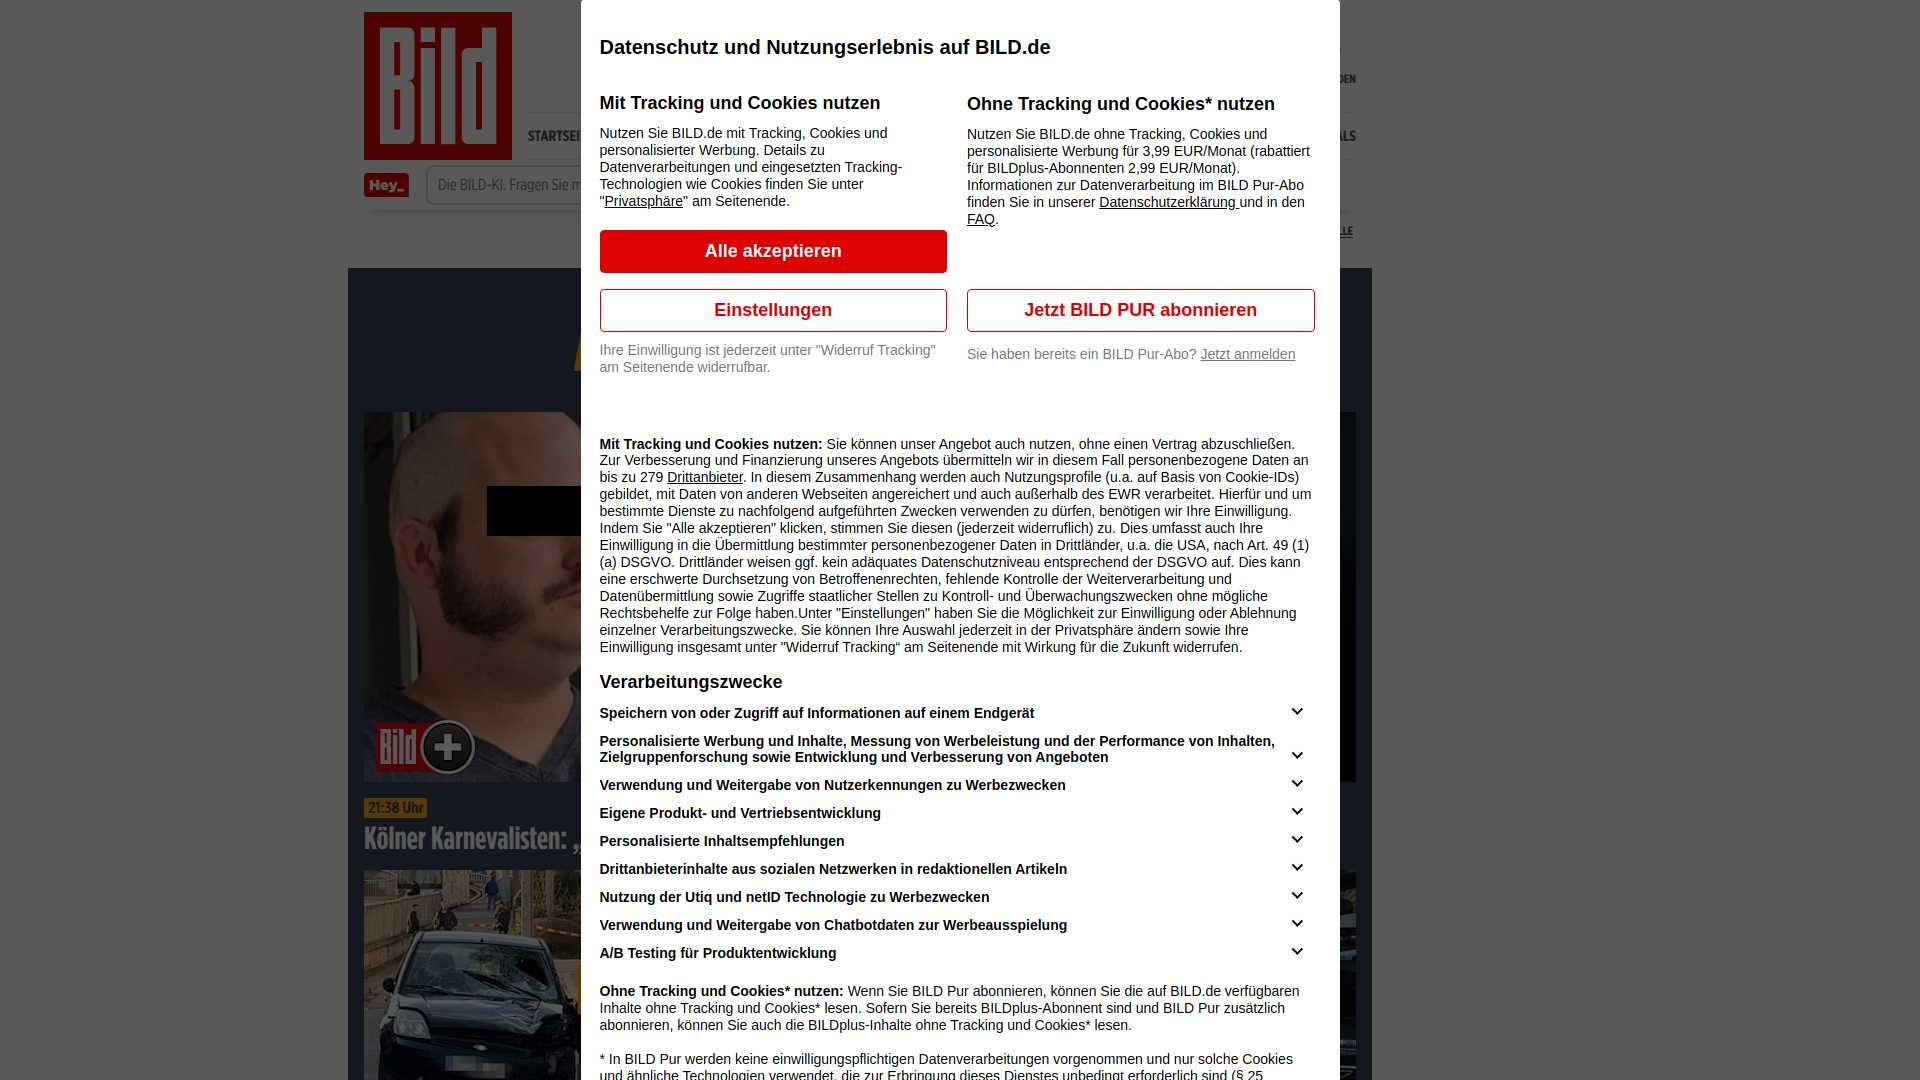 Bild
Datenschutz und Nutzungserlebnis auf BILD.de
Mit Tracking und Cookies nutzen
Nutzen Sie BILD.de mit Tracking, Cookies und
personalisierter Werbung. Details zu
Datenverarbeitungen und eingesetzten Tracking-
Technologien wie Cookies finden Sie unter
"Privatsphäre" am Seitenende.
Alle akzeptieren
Einstellungen
Ihre Einwilligung ist jederzeit unter "Widerruf Tracking"
am Seitenende widerrufbar.
Ohne Tracking und Cookies* nutzen
Nutzen Sie BILD.de ohne Tracking, Cookies und
personalisierte Werbung für 3,99 EUR/Monat (rabattiert
für BILDplus-Abonnenten 2,99 EUR/Monat).
Informationen zur Datenverarbeitung im BILD Pur-Abo
finden Sie in unserer Datenschutzerklärung und in den
FAQ.
Jetzt BILD PUR abonnieren
Sie haben bereits ein BILD Pur-Abo? Jetzt anmelden
Hey_
Die BILD-KI. Fragen Sie
Mit Tracking und Cookies nutzen: Sie können unser Angebot auch nutzen, ohne einen Vertrag abzuschließen.
Zur Verbesserung und Finanzierung unseres Angebots übermitteln wir in diesem Fall personenbezogene Daten an
bis zu 279 Drittanbieter. In diesem Zusammenhang werden auch Nutzungsprofile (u.a. auf Basis von Cookie-IDs)
gebildet, mit Daten von anderen Webseiten angereichert und auch außerhalb des EWR verarbeitet. Hierfür und um
bestimmte Dienste zu nachfolgend aufgeführten Zwecken verwenden zu dürfen, benötigen wir Ihre Einwilligung.
Indem Sie "Alle akzeptieren" klicken, stimmen Sie diesen (jederzeit widerruflich) zu. Dies umfasst auch Ihre
Einwilligung in die Übermittlung bestimmter personenbezogener Daten in Drittländer, u.a. die USA, nach Art. 49 (1)
(a) DSGVO. Drittländer weisen ggf. kein adäquates Datenschutzniveau entsprechend der DSGVO auf. Dies kann
eine erschwerte Durchsetzung von Betroffenenrechten, fehlende Kontrolle der Weiterverarbeitung und
Datenübermittlung sowie Zugriffe staatlicher Stellen zu Kontroll- und Überwachungszwecken ohne mögliche
Rechtsbehelfe zur Folge haben.Unter "Einstellungen" haben Sie die Möglichkeit zur Einwilligung oder Ablehnung
einzelner Verarbeitungszwecke. Sie können Ihre Auswahl jederzeit in der Privatsphäre ändern sowie Ihre
Einwilligung insgesamt unter "Widerruf Tracking“ am Seitenende mit Wirkung für die Zukunft widerrufen.
Verarbeitungszwecke
Speichern von oder Zugriff auf Informationen auf einem Endgerät
Personalisierte Werbung und Inhalte, Messung von Werbeleistung und der Performance von Inhalten,
Zielgruppenforschung sowie Entwicklung und Verbesserung von Angeboten
Verwendung und Weitergabe von Nutzerkennungen zu Werbezwecken
Eigene Produkt- und Vertriebsentwicklung
Personalisierte Inhaltsempfehlungen
Drittanbieterinhalte aus sozialen Netzwerken in redaktionellen Artikeln
Nutzung der Utiq und netID Technologie zu Werbezwecken
Verwendung und Weitergabe von Chatbotdaten zur Werbeausspielung
A/B Testing für Produktentwicklung
Ohne Tracking und Cookies* nutzen: Wenn Sie BILD Pur abonnieren, können Sie die auf BILD.de verfügbaren
Inhalte ohne Tracking und Cookies* lesen. Sofern Sie bereits BILDplus-Abonnent sind und BILD Pur zusätzlich
abonnieren, können Sie auch die BILDplus-Inhalte ohne Tracking und Cookies* lesen.
* In BILD Pur werden keine einwilligungspflichtigen Datenverarbeitungen vorgenommen und nur solche Cookies
und ähnliche Technologien verwendet, die zur Erbringung dieses Dienstes unbedingt erforderlich sind (§ 25
Bild +
21:38 Uhr
Kölner Karnevalisten: „